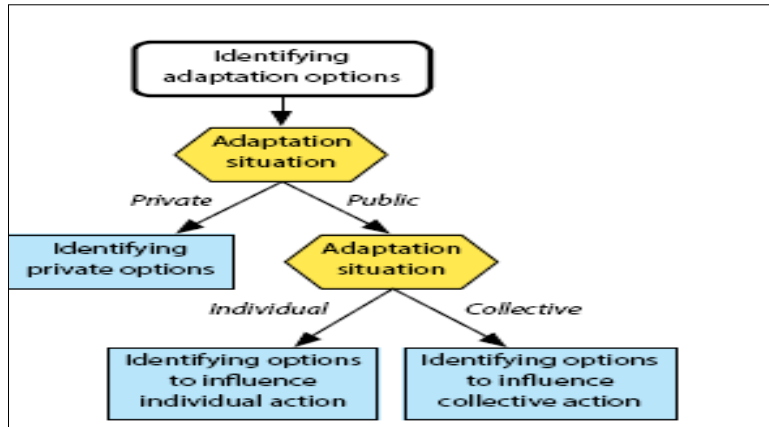 Identifying
adaptation options
Adaptation
situation
Private
Public
Identifying
private options
Adaptation
situation
Individual
Collective
Identifying options
to influence
individual action
Identifying options
to influence
collective action